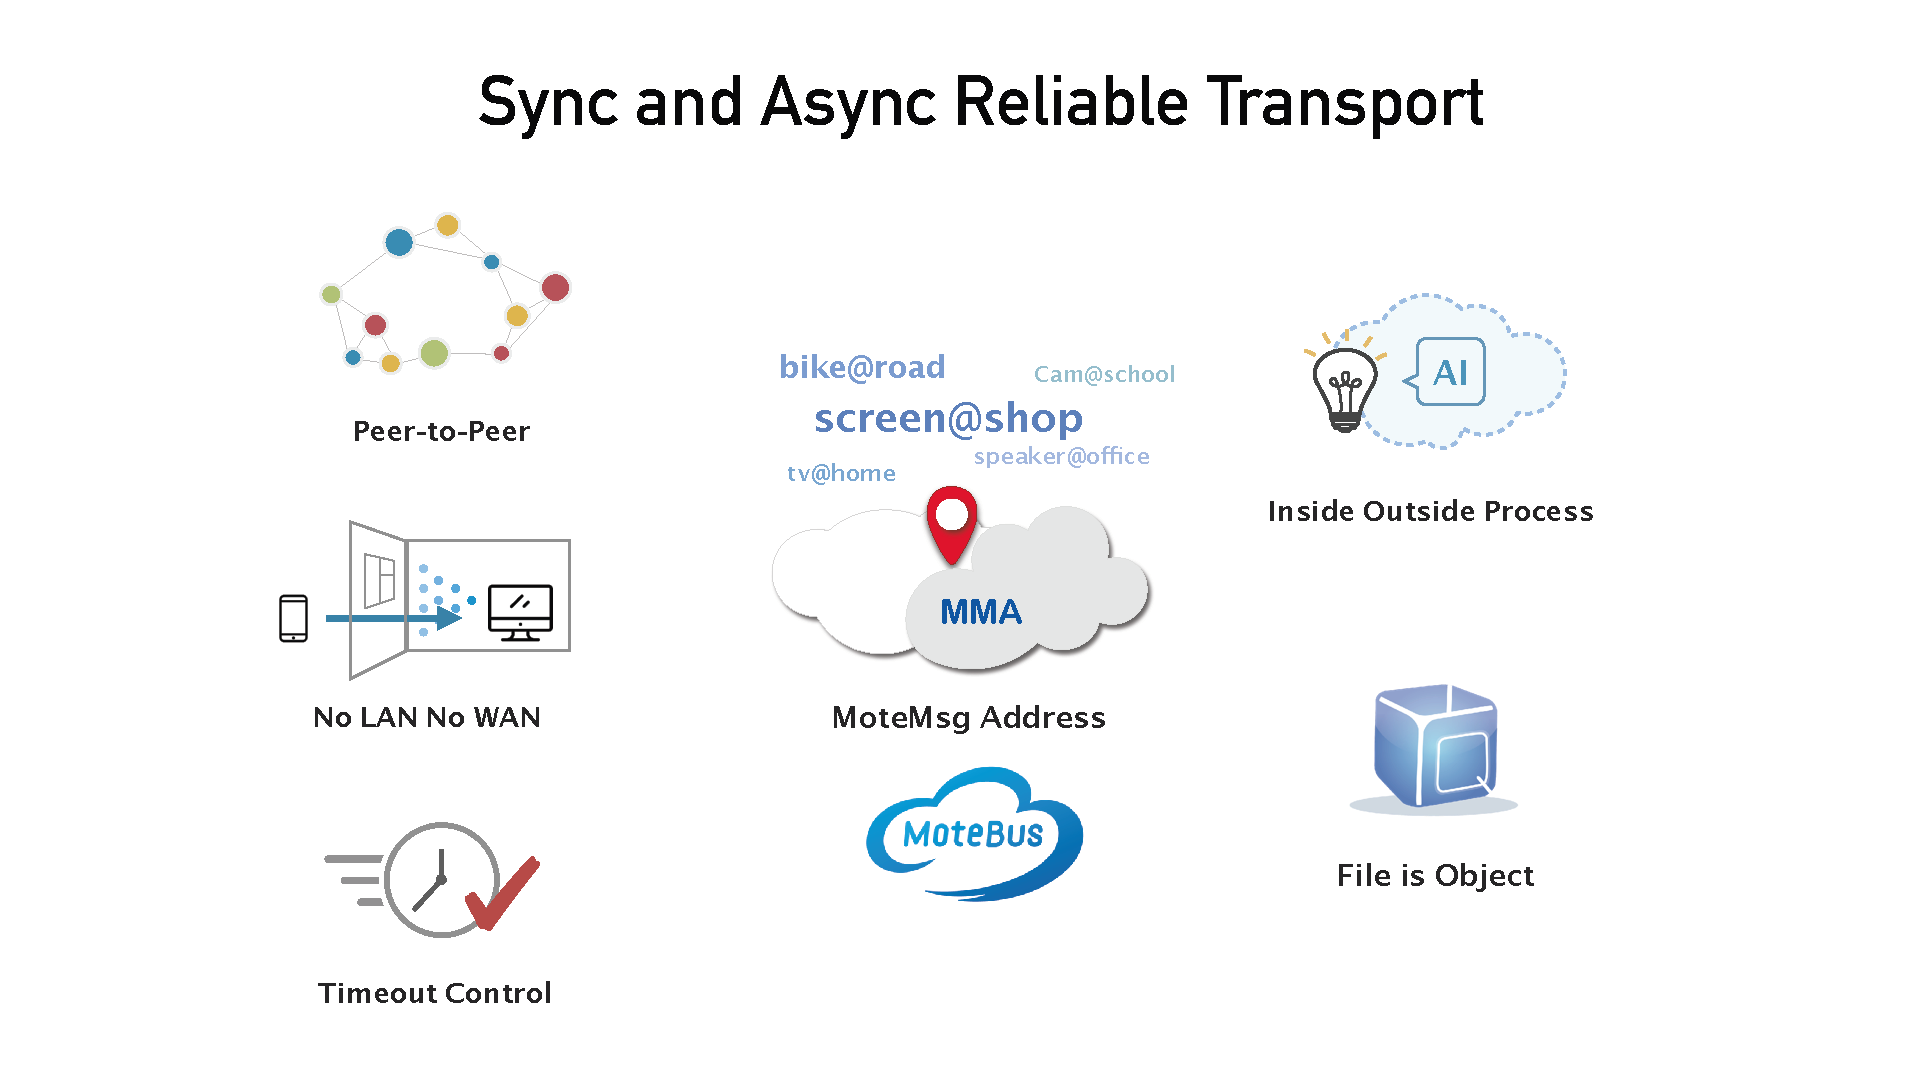 Sync and Async Reliable Transport
Peer-to-Peer
No LAN No WAN
Timeout Control
bike@road
Cam@school
screen@shop
speaker@office
tv@home
MMA
MoteMsg Address
MoteBus
AI
Inside Outside Process
File is Object